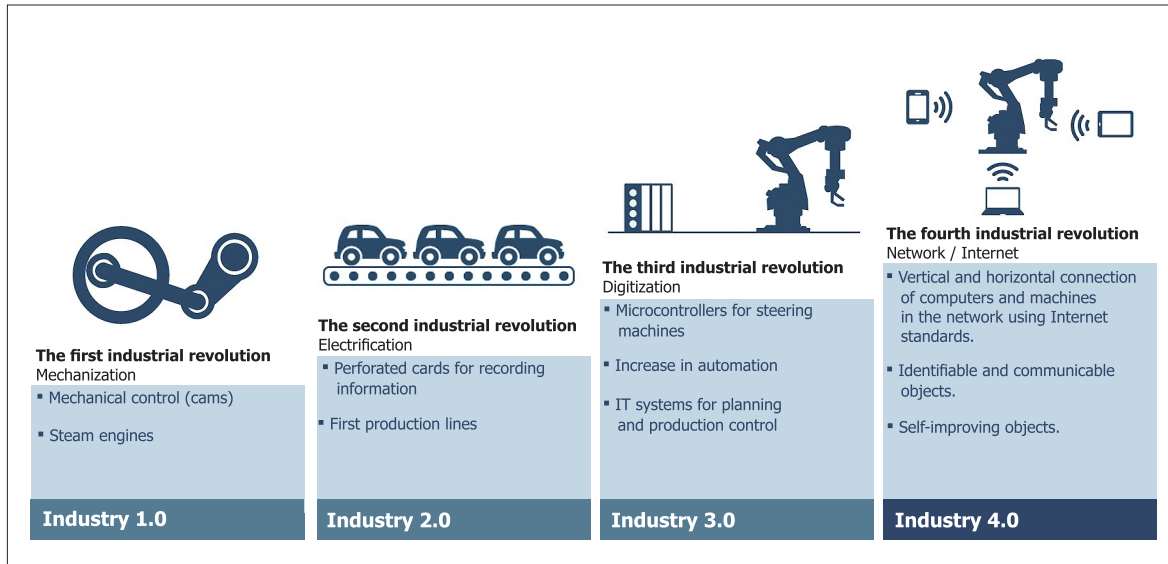 The first industrial revolution
Mechanization
▪ Mechanical control (cams)
▪ Steam engines
Industry 1.0
The second industrial revolution
Electrification
▪ Perforated cards for recording
information
▪ First production lines
Industry 2.0
The third industrial revolution
Digitization
▪ Microcontrollers for steering
machines
▪ Increase in automation
▪ IT systems for planning
and production control
Industry 3.0
The fourth industrial revolution
Network / Internet
▪ Vertical and horizontal connection
of computers and machines
in the network using Internet
standards.
▪ Identifiable and communicable
objects.
▪ Self-improving objects.
Industry 4.0